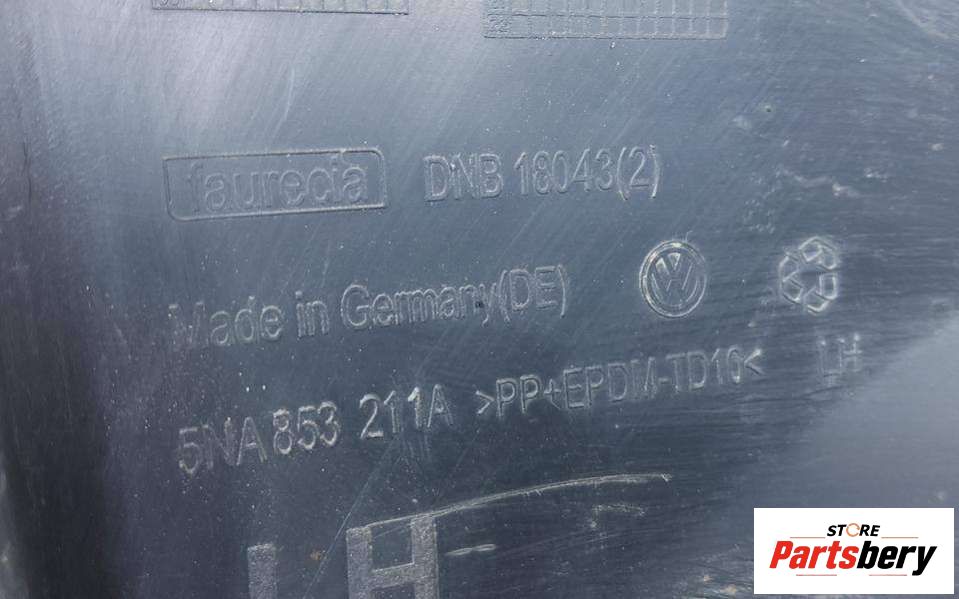 faurecia DNB 18043(2)
Made in Germany(DE)
5NA 853 211A >PP+EPDM-TD10< LH
LH
STORE
Partsbery